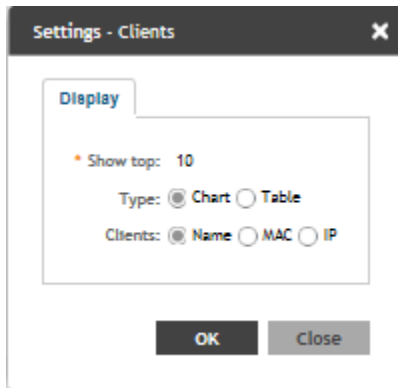 Settings - Clients
Display
* Show top: 10
Type: Chart Table
Clients: Name MAC IP
OK Close